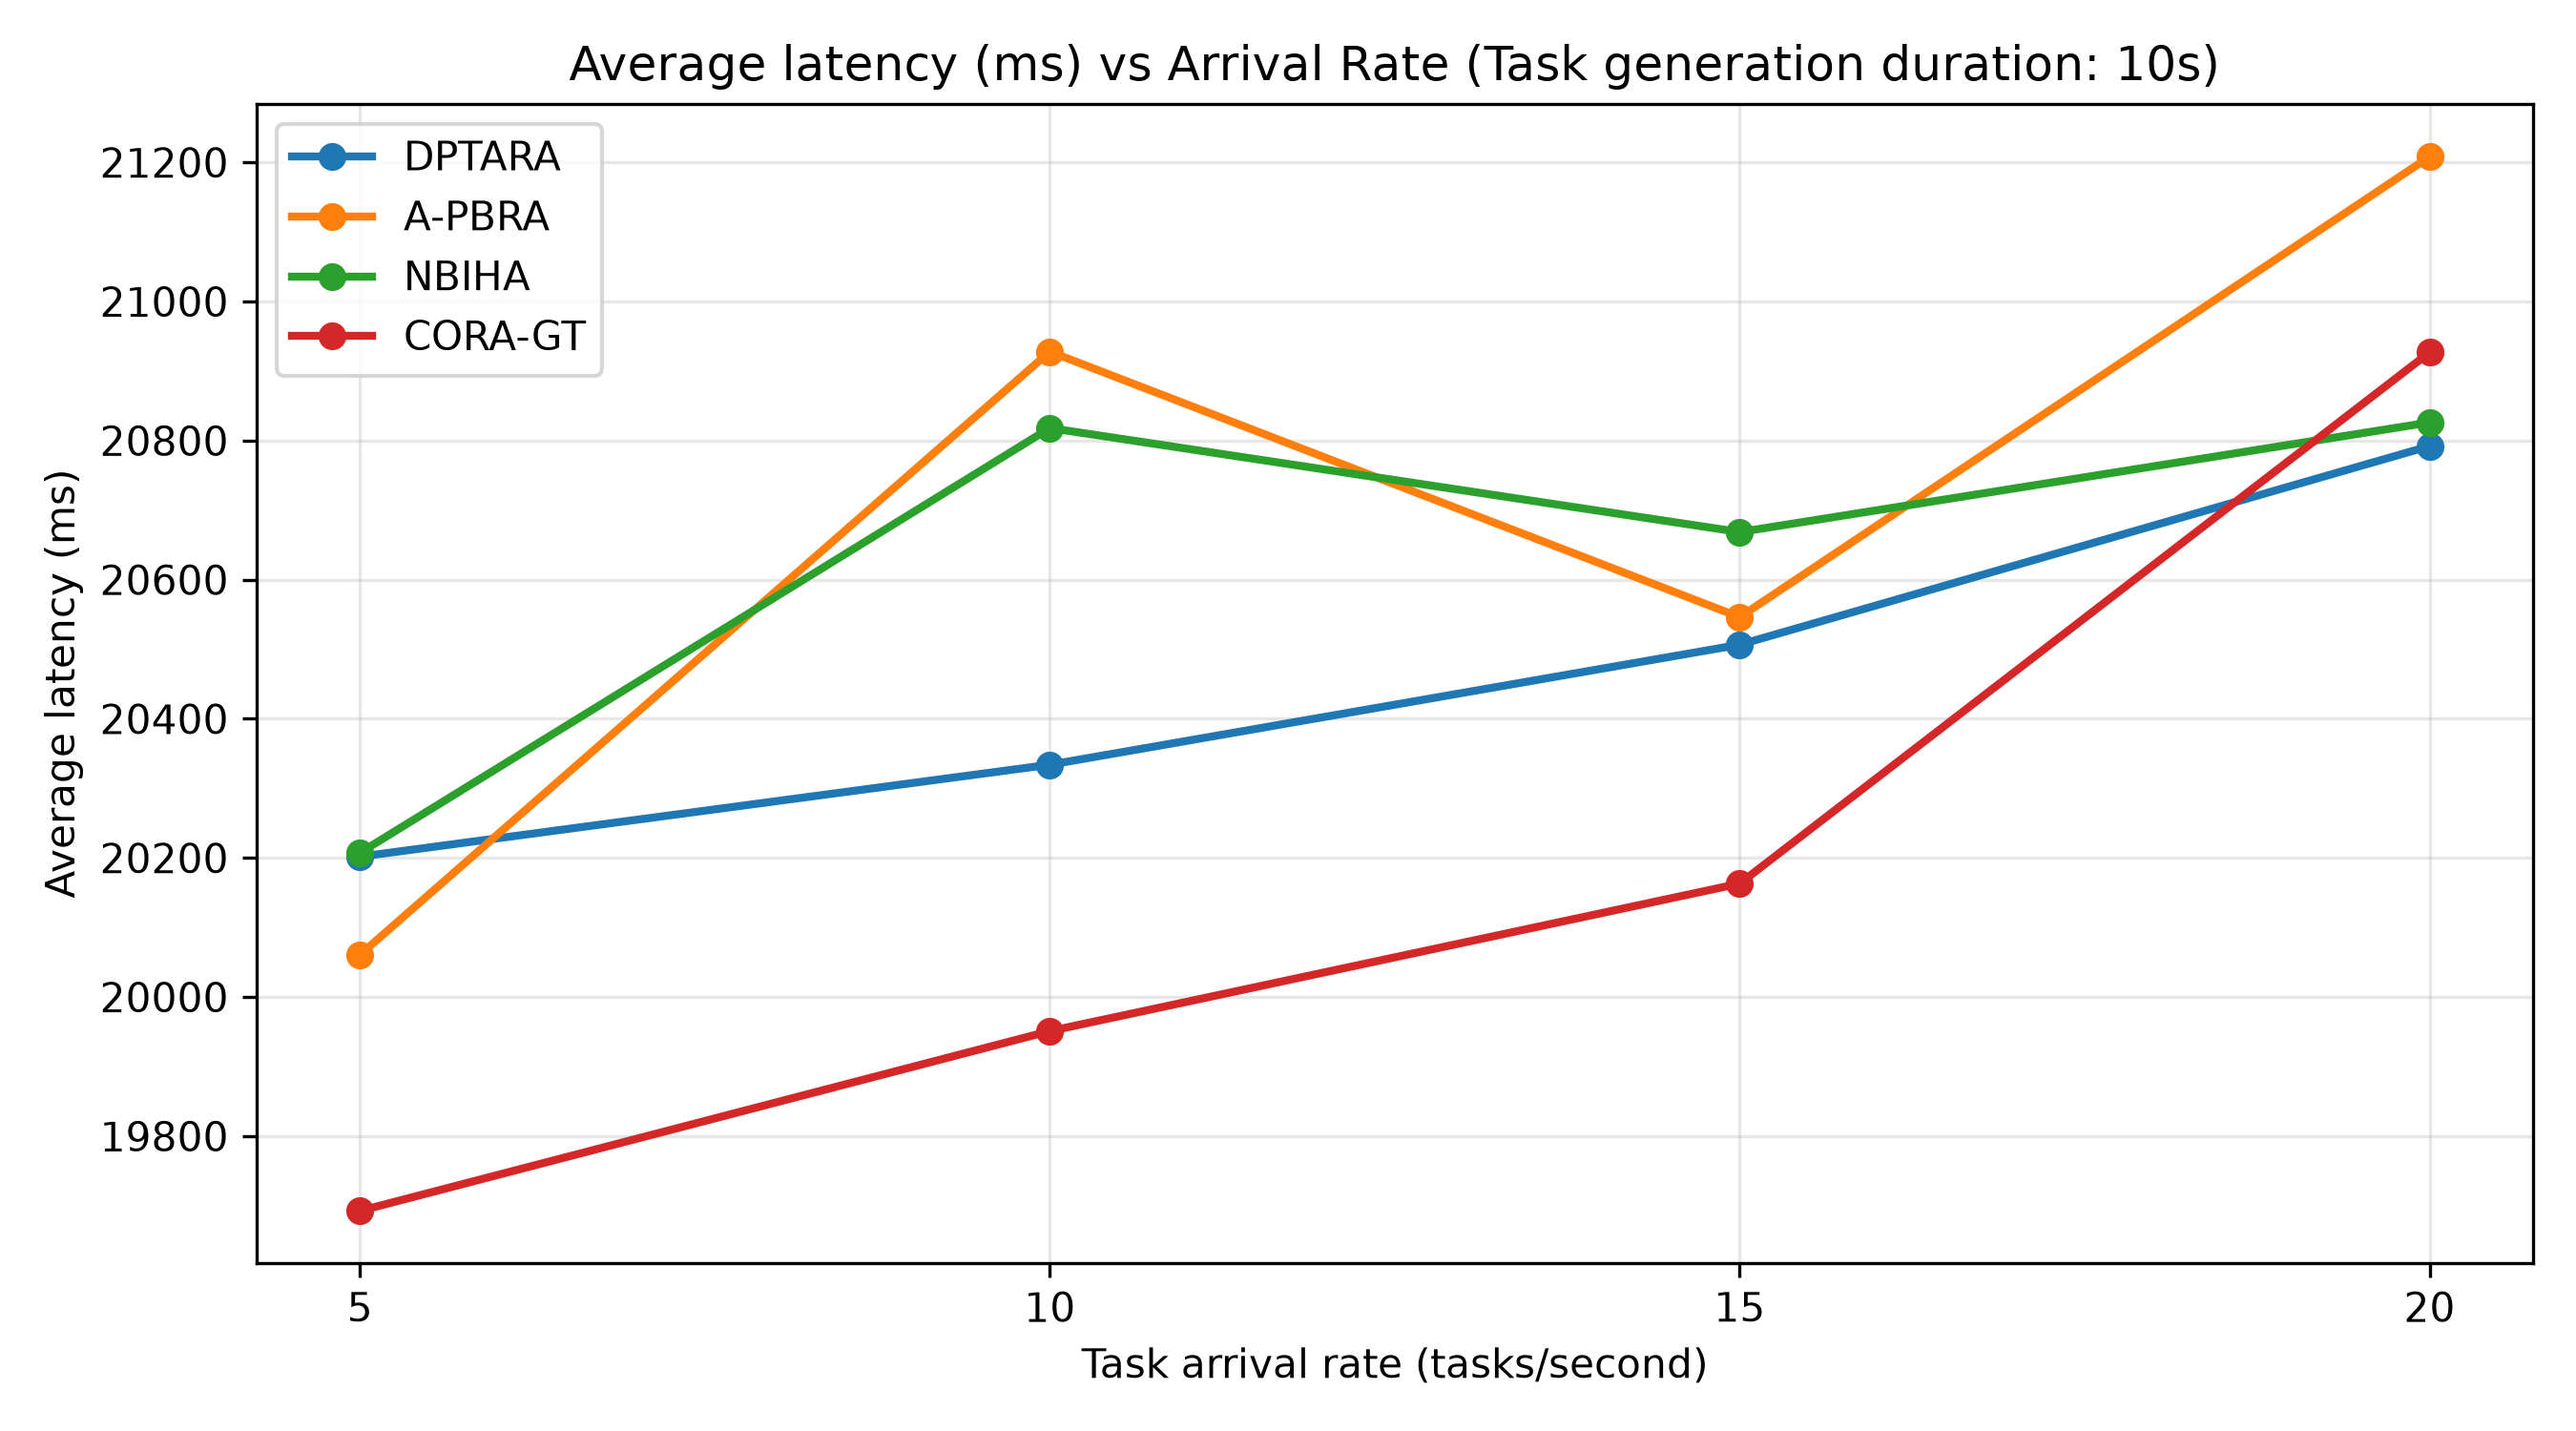 Average latency (ms) vs Arrival Rate (Task generation duration: 10s)
DPTARA
A-PBRA
NBIHA
CORA-GT
21200
21000
20800
20600
20400
20200
20000
19800
Average latency (ms)
5 10 15 20
Task arrival rate (tasks/second)